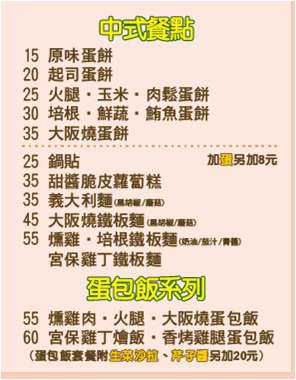 中式餐點
15 原味蛋餅
20 起司蛋餅
25 火腿・玉米・肉鬆蛋餅
30 培根・鮮蔬・鮪魚蛋餅
35 大阪燒蛋餅
25 鍋貼 加蛋另加8元
35 甜醬脆皮蘿蔔糕
35 義大利麵(黑胡椒/蘑菇)
45 大阪燒鐵板麵(黑胡椒/蘑菇)
55 燻雞・培根鐵板麵(奶油/茄汁/青醬)
宮保雞丁鐵板麵
蛋包飯系列
55 燻雞肉・火腿・大阪燒蛋包飯
60 宮保雞丁燴飯・香烤雞腿蛋包飯
(蛋包飯套餐附生菜沙拉、芹子醬另加20元)